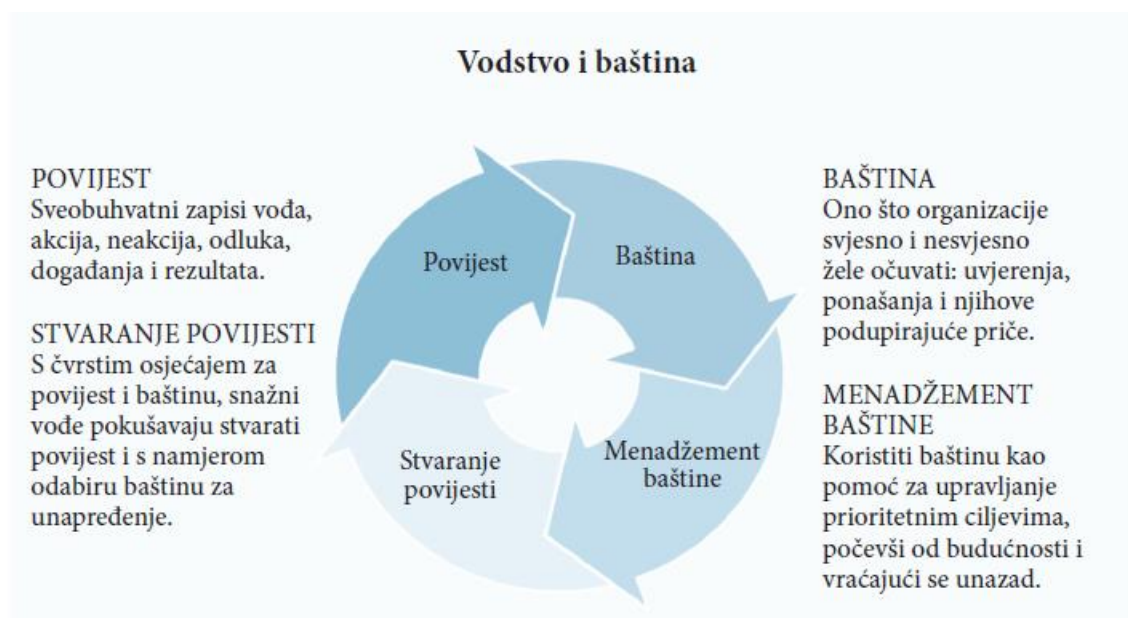 Vodstvo i baština
POVIJEST
Sveobuhvatni zapisi vođa,
akcija, neakcija, odluka,
događanja i rezultata.
STVARANJE POVIJESTI
S čvrstim osjećajem za
povijest i baštinu, snažni
vođe pokušavaju stvarati
povijest i s namjerom
odabiru baštinu za
unapređenje.
Povijest
Baština
Stvaranje
povijesti
Menadžement
baštine
BAŠTINA
Ono što organizacije
svjesno i nesvjesno
žele očuvati: uvjerenja,
ponašanja i njihove
podupirajuće priče.
MENADŽEMENT
BAŠTINE
Koristiti baštinu kao
pomoć za upravljanje
prioritetnim ciljevima,
počevši od budućnosti i
vraćajući se unazad.